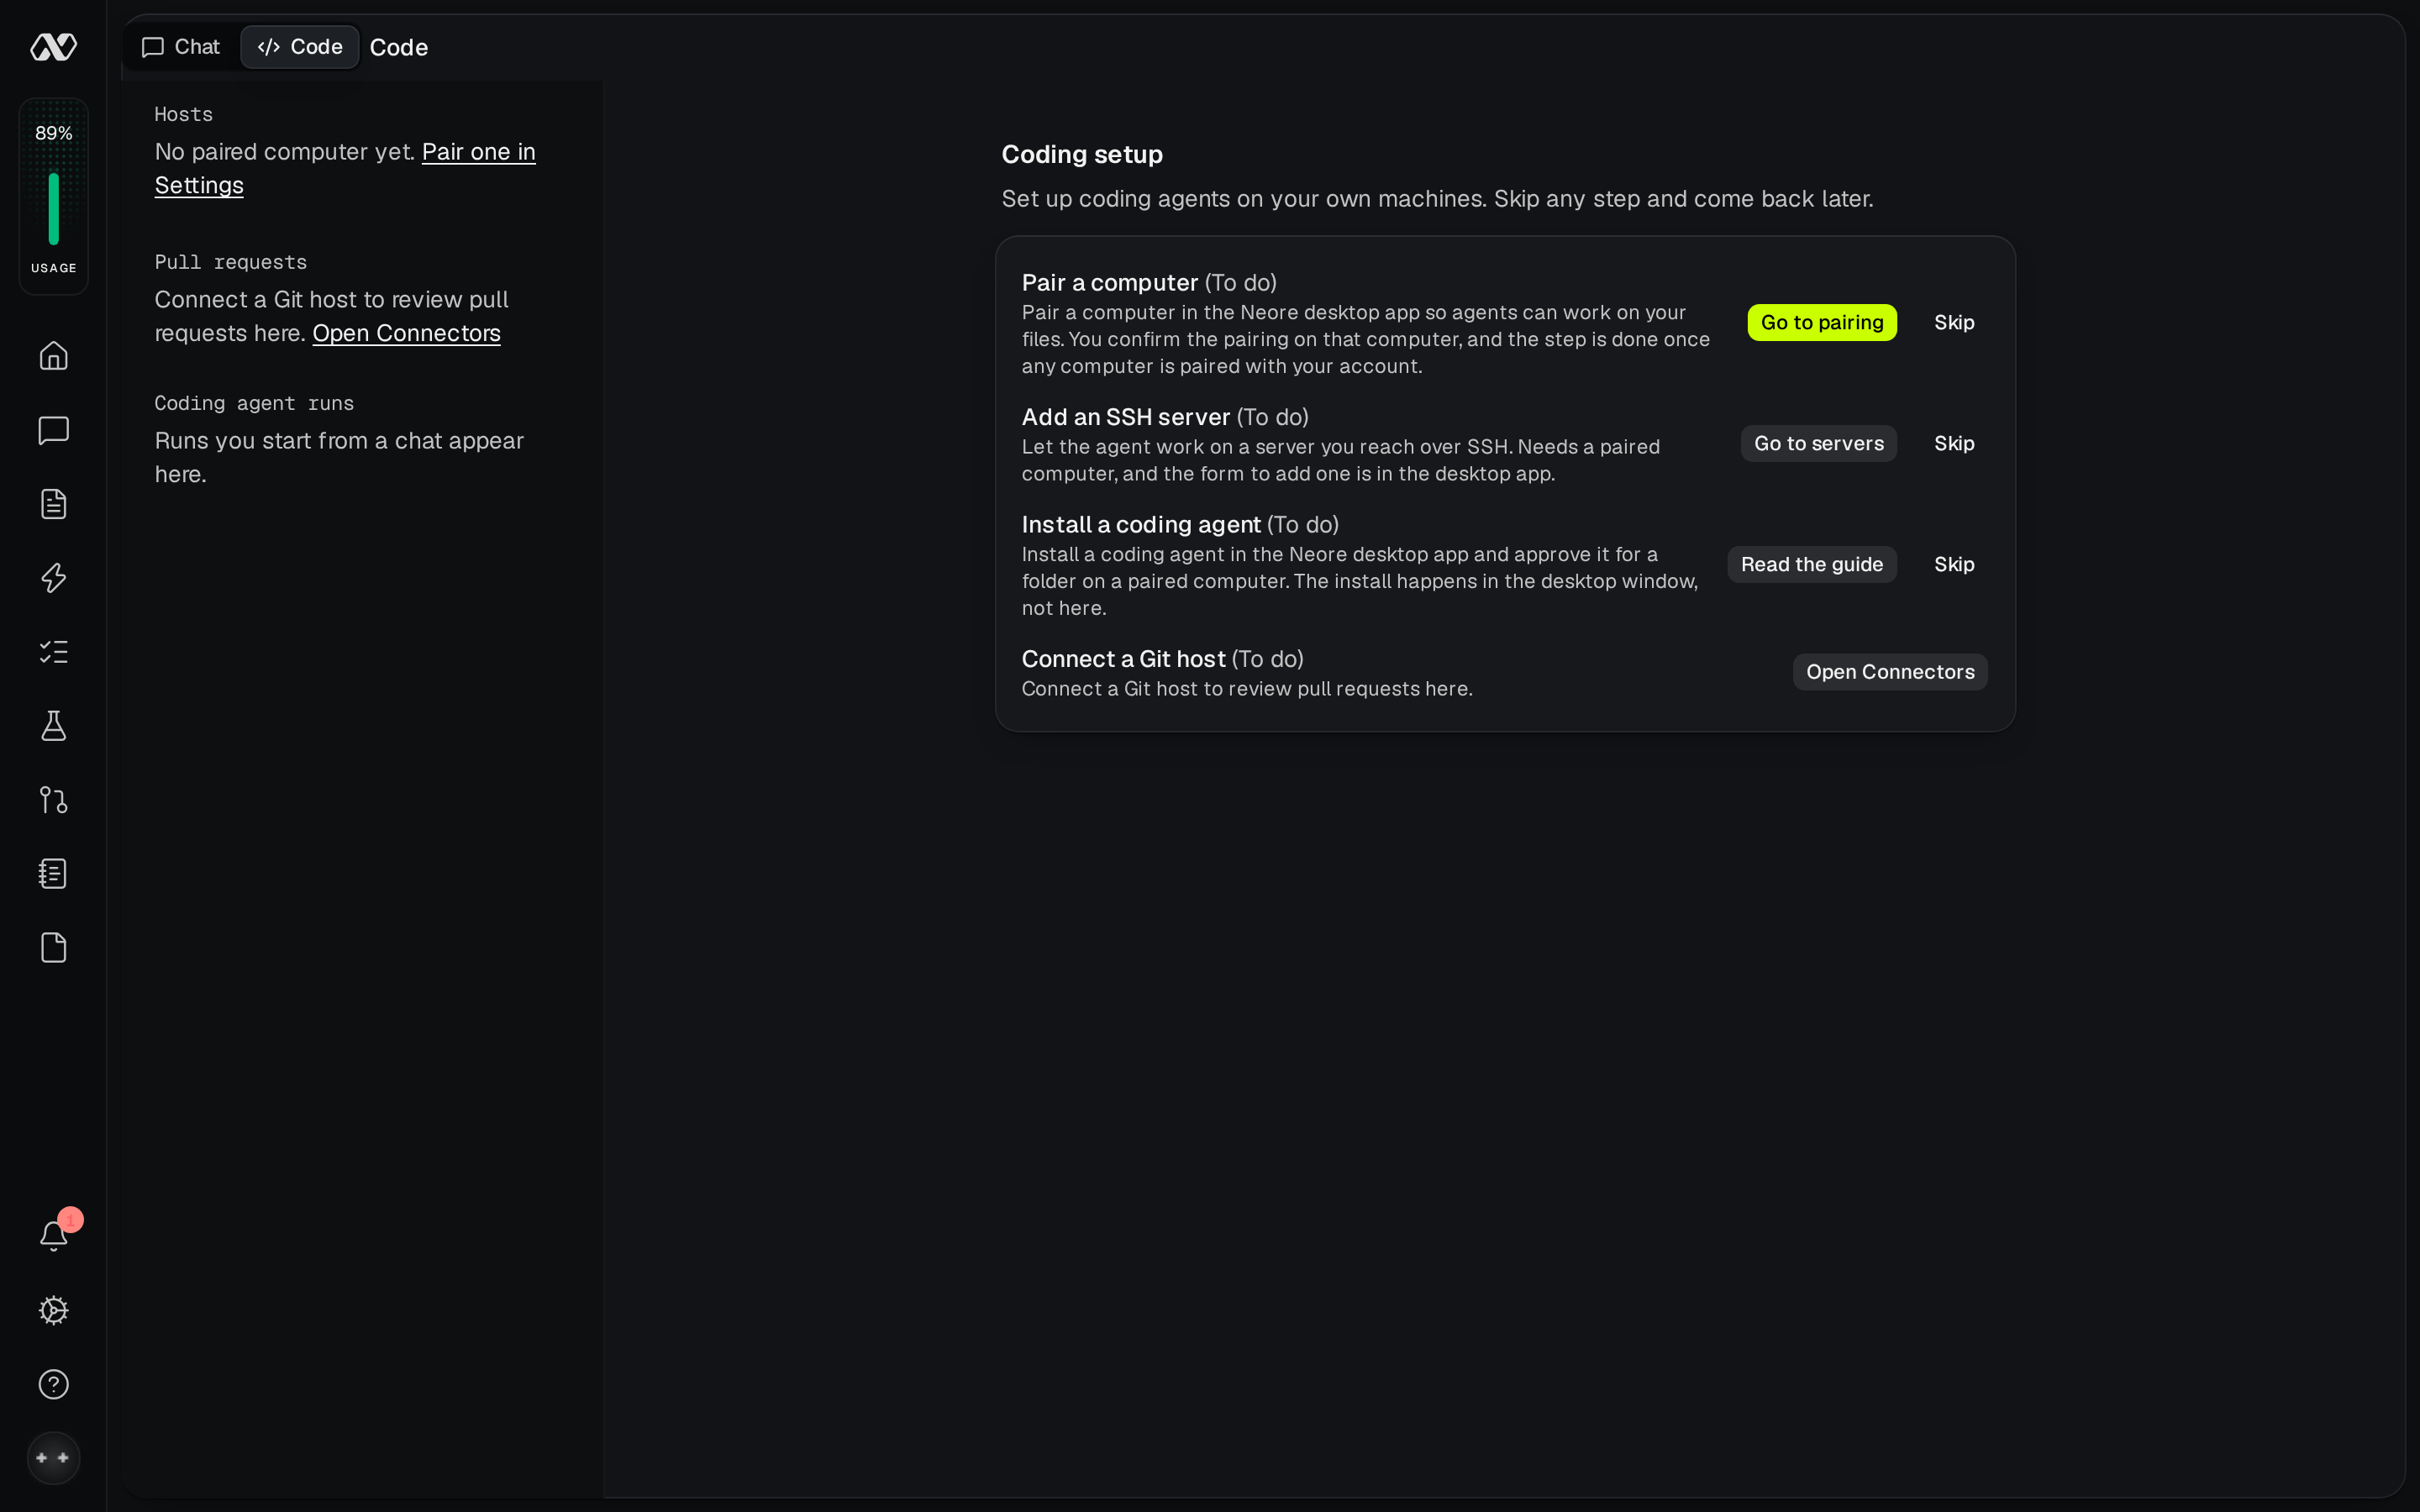 Chat
Code
Code
89%
USAGE
Hosts
No paired computer yet. Pair one in
Settings
Pull requests
Connect a Git host to review pull
requests here. Open Connectors
Coding agent runs
Runs you start from a chat appear
here.
Coding setup
Set up coding agents on your own machines. Skip any step and come back later.
Pair a computer (To do)
Pair a computer in the Neore desktop app so agents can work on your
files. You confirm the pairing on that computer, and the step is done once
any computer is paired with your account.
Go to pairing
Skip
Add an SSH server (To do)
Let the agent work on a server you reach over SSH. Needs a paired
computer, and the form to add one is in the desktop app.
Go to servers
Skip
Install a coding agent (To do)
Install a coding agent in the Neore desktop app and approve it for a
folder on a paired computer. The install happens in the desktop window,
not here.
Read the guide
Skip
Connect a Git host (To do)
Connect a Git host to review pull requests here.
Open Connectors
1